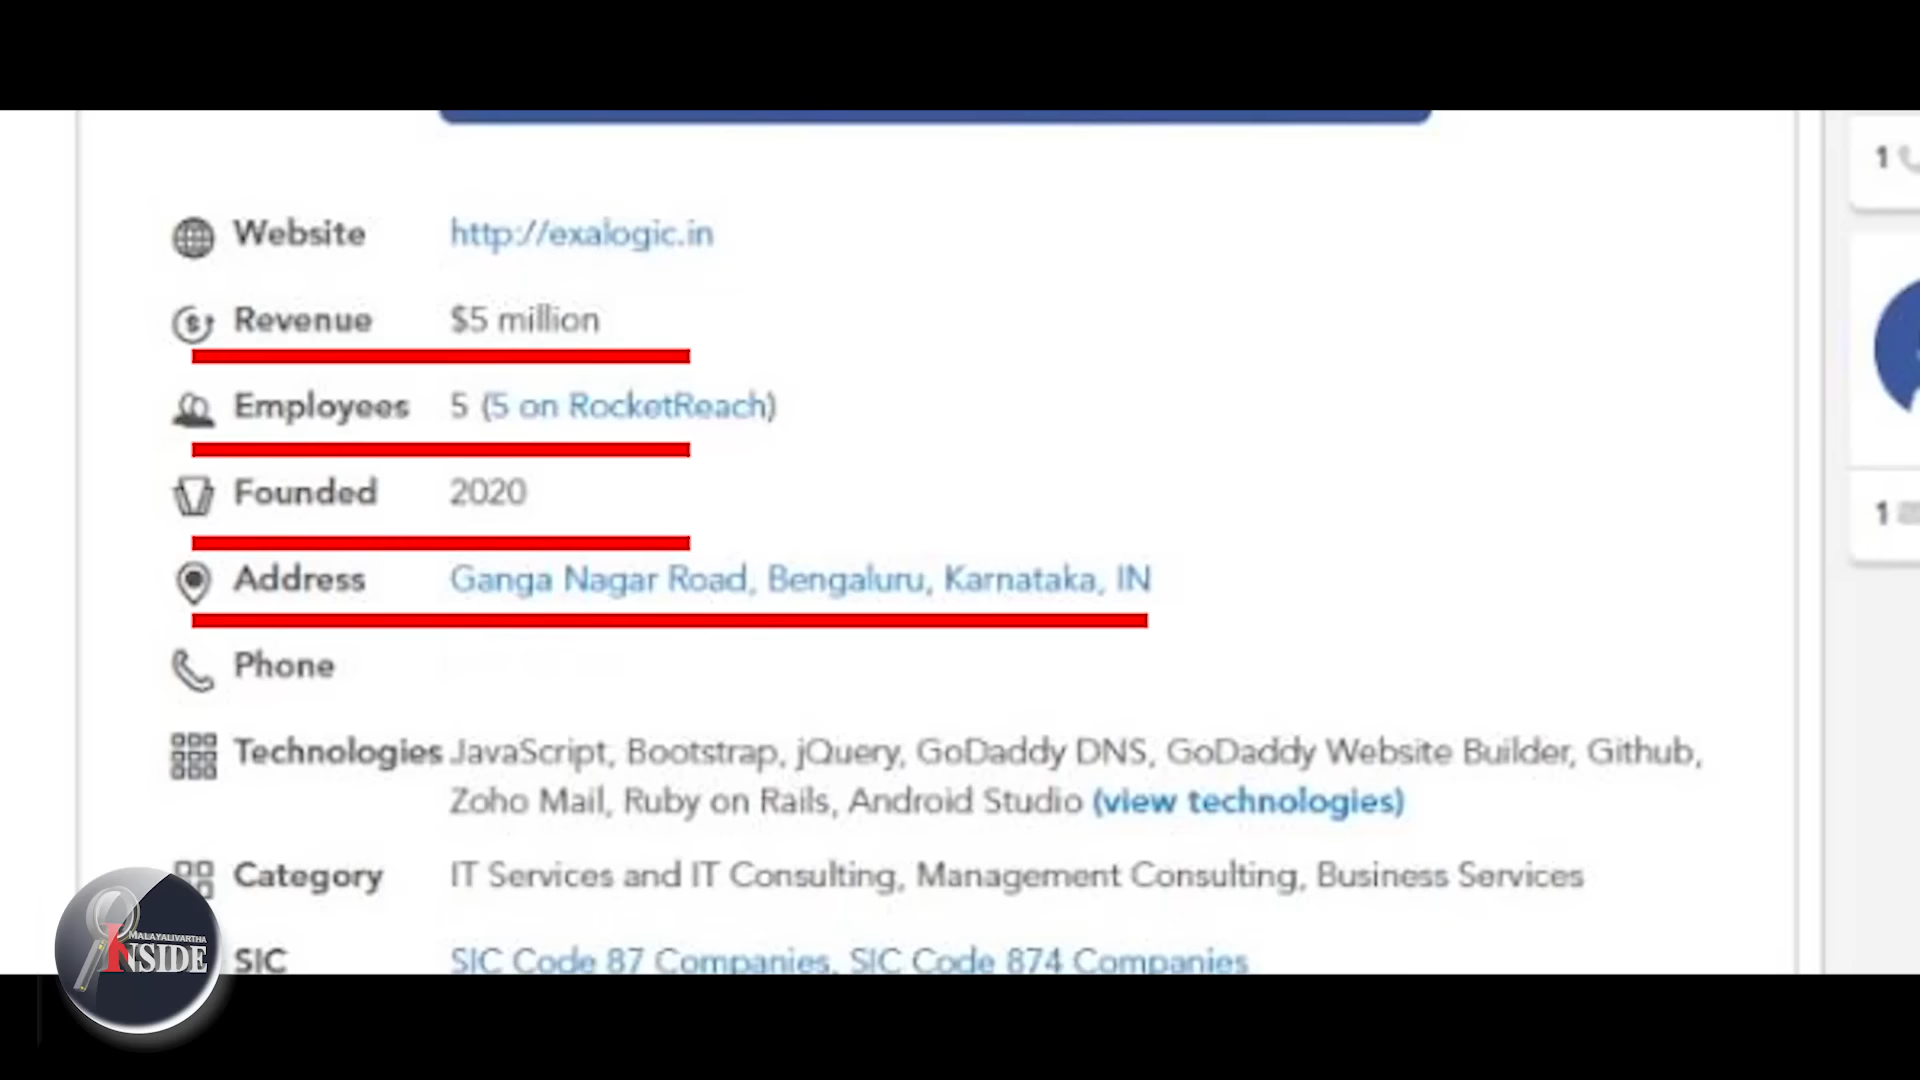 Website http://exalogic.in
1
Revenue $5 million
Employees 5 (5 on RocketReach)
Founded 2020
1
Address Ganga Nagar Road, Bengaluru, Karnataka, IN
Phone
Technologies JavaScript, Bootstrap, jQuery, GoDaddy DNS, GoDaddy Website Builder, Github,
Zoho Mail, Ruby on Rails, Android Studio (view technologies)
Category IT Services and IT Consulting, Management Consulting, Business Services
SIC SIC Code 87 Companies, SIC Code 874 Companies
MALAYALIVARTHA
INSIDE